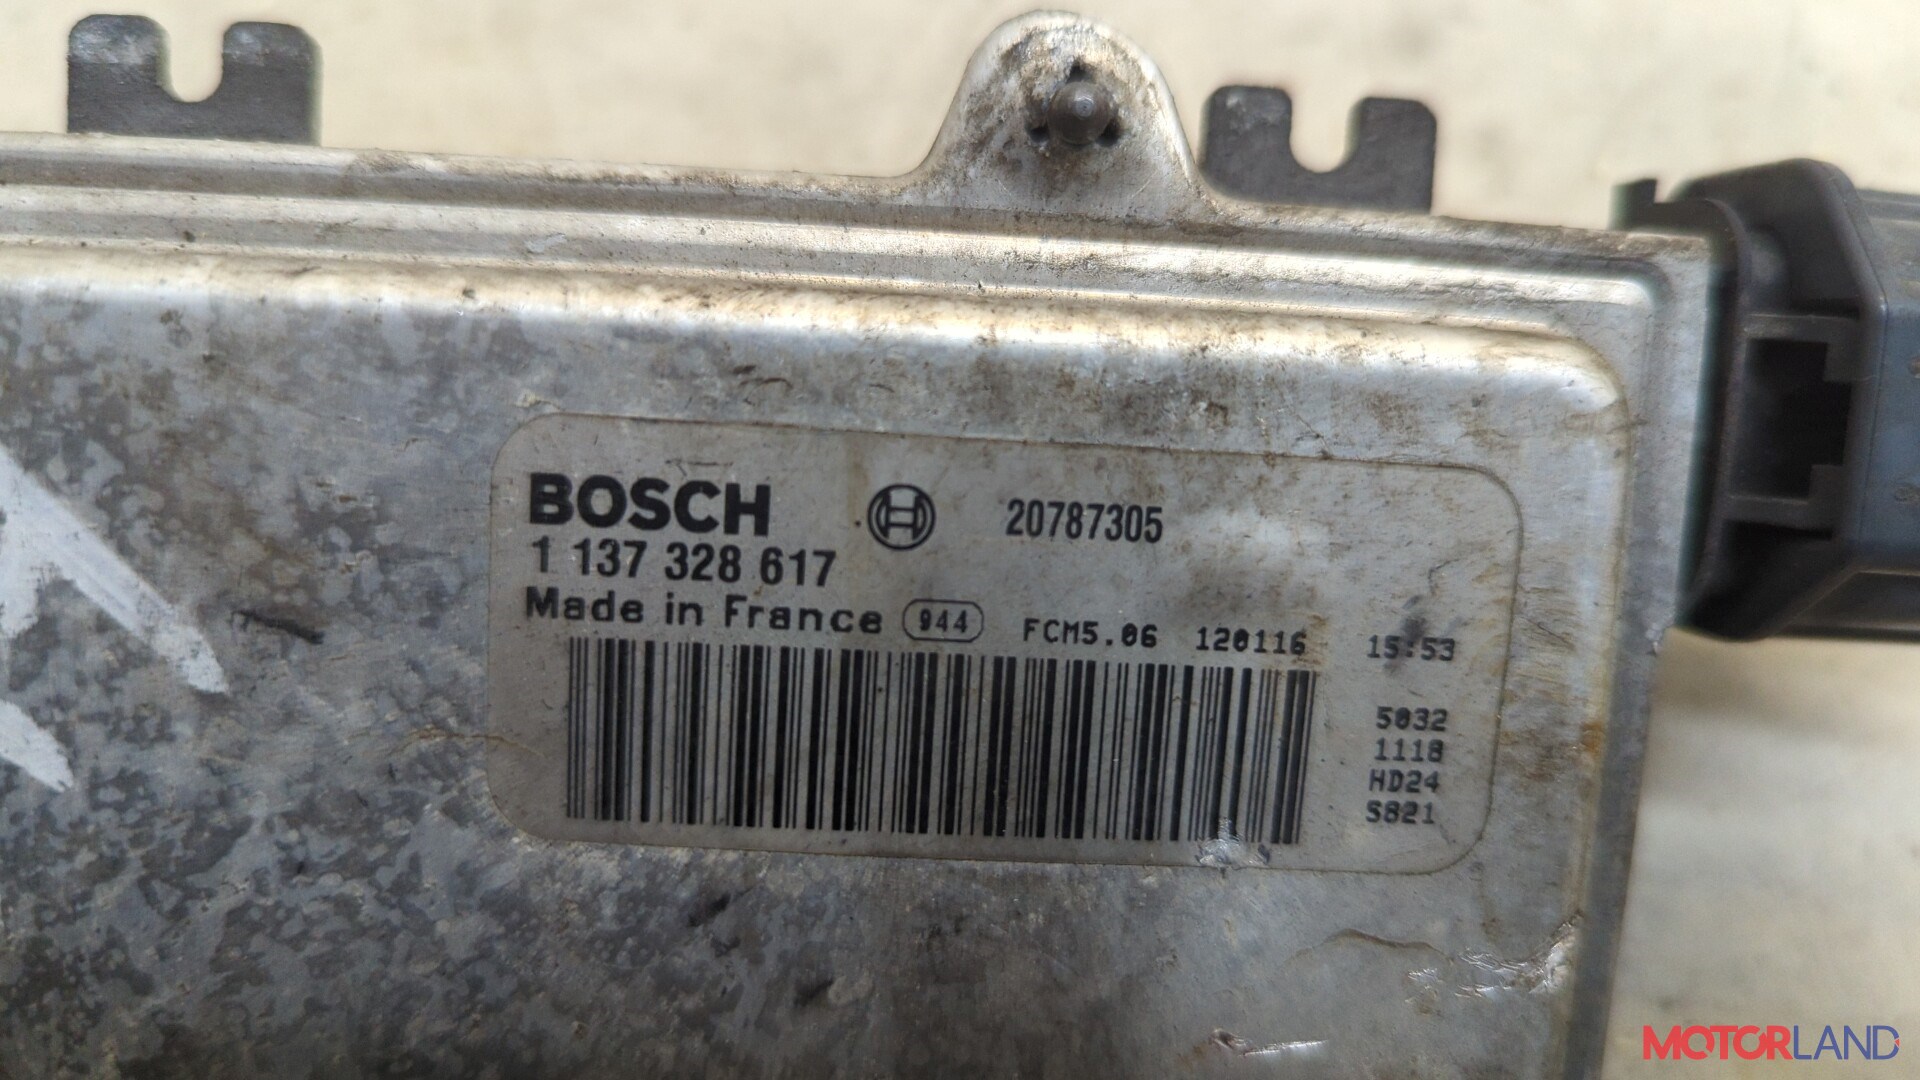 BOSCH 20787305
1 137 328 617
Made in France 944 FCM5.06 120116 15:53
5032
1118
HD24
S821
MOTORLAND